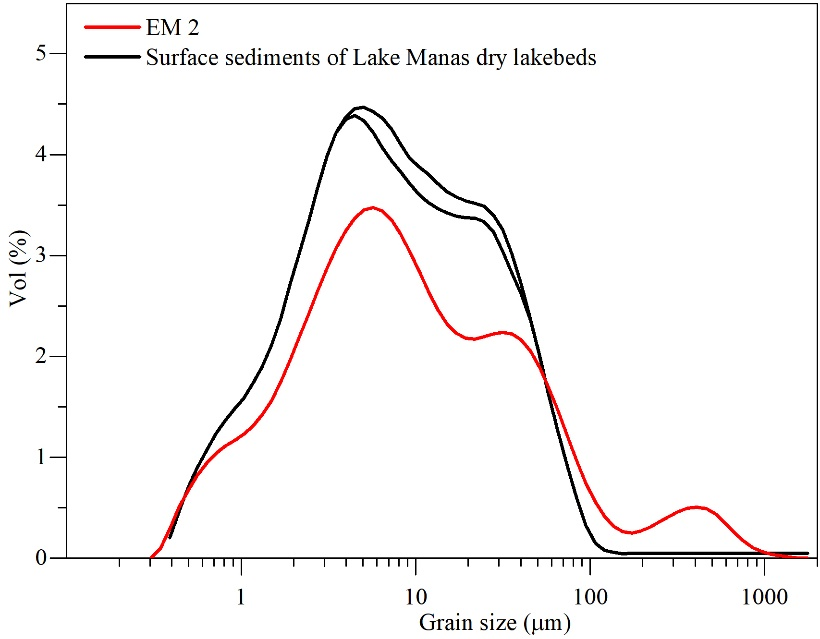 EM 2
Surface sediments of Lake Manas dry lakebeds
5
4
3
2
1
0
Vol (%)
1 10 100 1000
Grain size (μm)